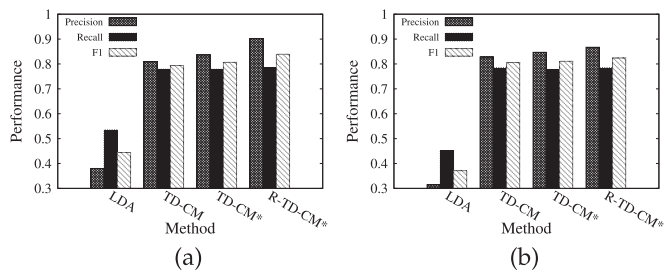 Performance
1
0.9
0.8
0.7
0.6
0.5
0.4
0.3
Precision
Recall
F1
LDA
TD-CM
TD-CM*
R-TD-CM*
Method
(a)
Performance
1
0.9
0.8
0.7
0.6
0.5
0.4
0.3
Precision
Recall
F1
LDA
TD-CM
TD-CM*
R-TD-CM*
Method
(b)